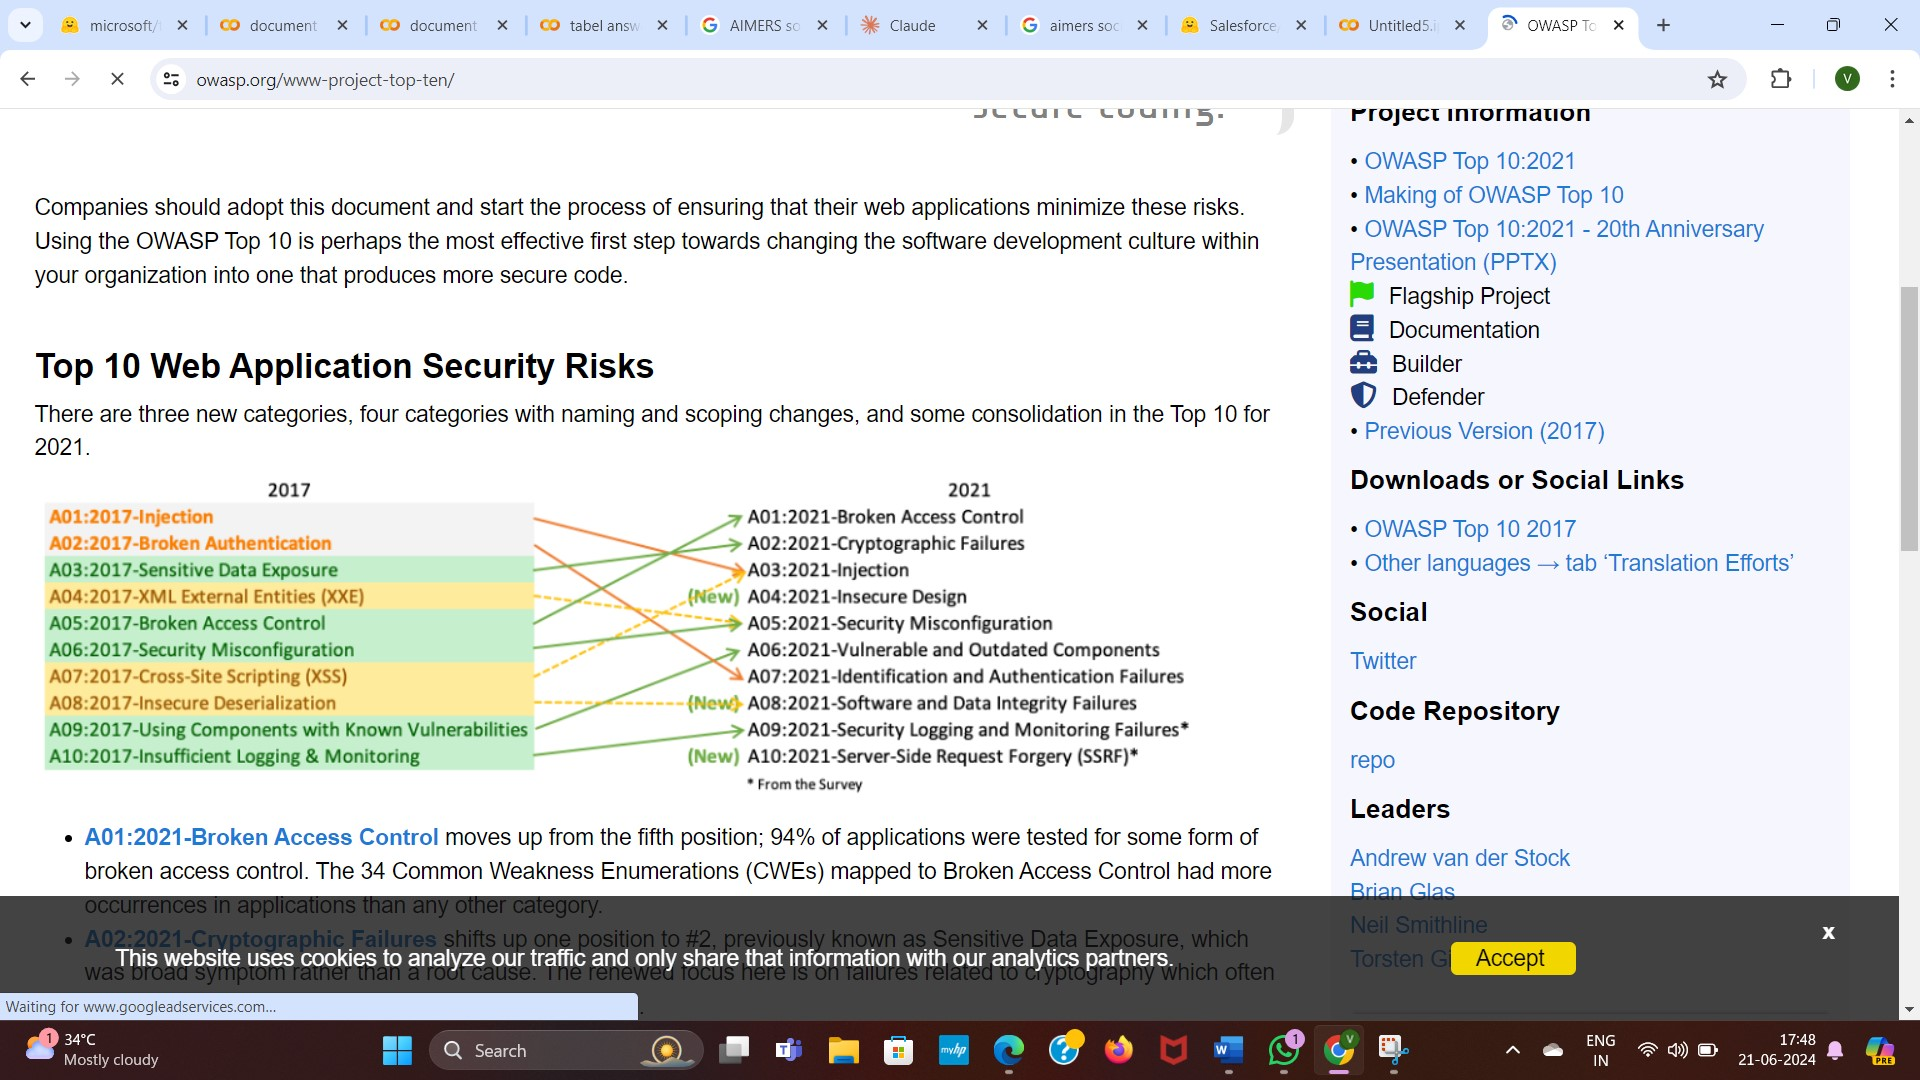 microsoft/
document
document
tabel answ
AIMERS so
Claude
aimers soc
Salesforce
Untitled5.i
OWASP To
owasp.org/www-project-top-ten/
V
secure coding.
Companies should adopt this document and start the process of ensuring that their web applications minimize these risks.
Using the OWASP Top 10 is perhaps the most effective first step towards changing the software development culture within
your organization into one that produces more secure code.
Top 10 Web Application Security Risks
There are three new categories, four categories with naming and scoping changes, and some consolidation in the Top 10 for
2021.
2017
A01:2017-Injection
A02:2017-Broken Authentication
A03:2017-Sensitive Data Exposure
A04:2017-XML External Entities (XXE)
A05:2017-Broken Access Control
A06:2017-Security Misconfiguration
A07:2017-Cross-Site Scripting (XSS)
A08:2017-Insecure Deserialization
A09:2017-Using Components with Known Vulnerabilities
A10:2017-Insufficient Logging & Monitoring
2021
A01:2021-Broken Access Control
A02:2021-Cryptographic Failures
A03:2021-Injection
(New) A04:2021-Insecure Design
A05:2021-Security Misconfiguration
A06:2021-Vulnerable and Outdated Components
A07:2021-Identification and Authentication Failures
(New) A08:2021-Software and Data Integrity Failures
A09:2021-Security Logging and Monitoring Failures*
(New) A10:2021-Server-Side Request Forgery (SSRF)*
* From the Survey
• A01:2021-Broken Access Control moves up from the fifth position; 94% of applications were tested for some form of
broken access control. The 34 Common Weakness Enumerations (CWEs) mapped to Broken Access Control had more
occurrences in applications than any other category.
• A02:2021-Cryptographic Failures shifts up one position to #2, previously known as Sensitive Data Exposure, which
was broad symptom rather than a root cause. The renewed focus here is on failures related to cryptography which often
Project Information
• OWASP Top 10:2021
• Making of OWASP Top 10
• OWASP Top 10:2021 - 20th Anniversary
Presentation (PPTX)
Flagship Project
Documentation
Builder
Defender
• Previous Version (2017)
Downloads or Social Links
• OWASP Top 10 2017
• Other languages → tab ‘Translation Efforts’
Social
Twitter
Code Repository
repo
Leaders
Andrew van der Stock
Brian Glas
Neil Smithline
Torsten Gi
This website uses cookies to analyze our traffic and only share that information with our analytics partners.
Accept
x
Waiting for www.googleadservices.com...
1
34°C
Mostly cloudy
Search
myhp
1
V
PRE
ENG
IN
17:48
21-06-2024